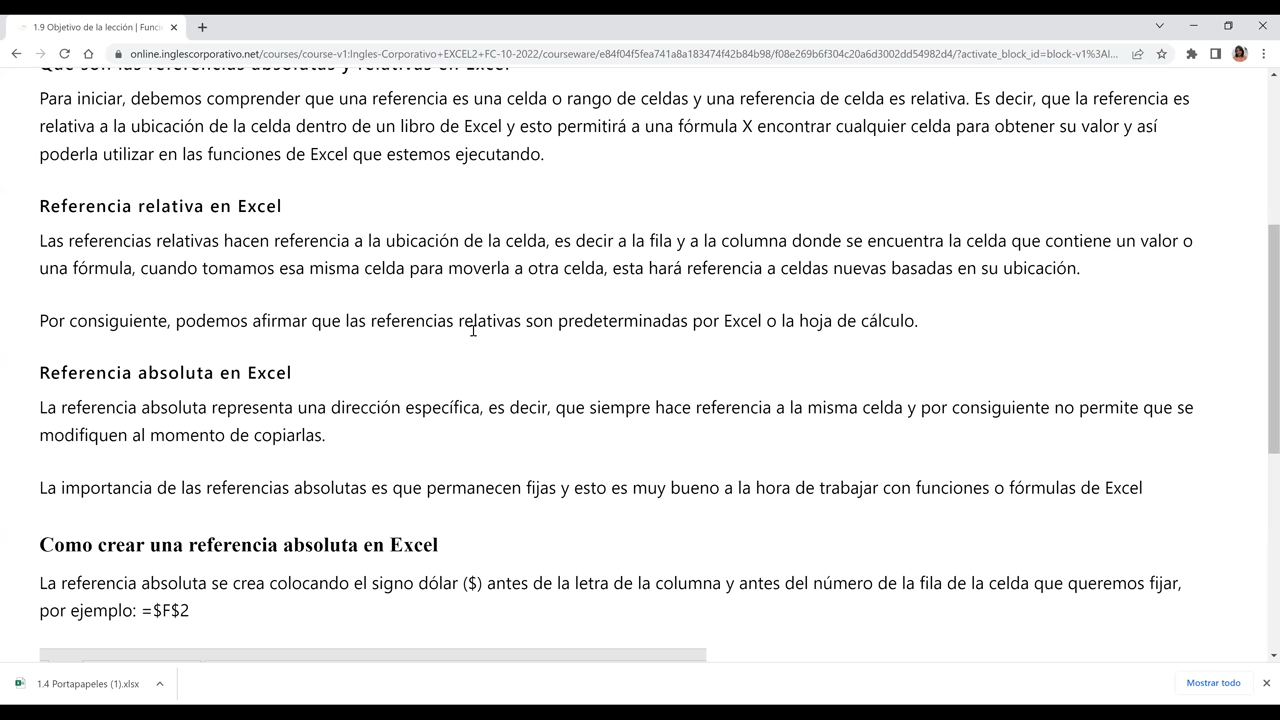 1.9 Objetivo de la lección | Funci
online.inglescorporativo.net/courses/course-v1:Ingles-Corporativo+EXCEL2+FC-10-2022/courseware/e84f04f5fea741a8a183474f42b84b98/f08e269b6f304c20a6d3002dd54982d4/?activate_block_id=block-v1%3AI...
Que son las referencias absolutas y relativas en Excel
Para iniciar, debemos comprender que una referencia es una celda o rango de celdas y una referencia de celda es relativa. Es decir, que la referencia es
relativa a la ubicación de la celda dentro de un libro de Excel y esto permitirá a una fórmula X encontrar cualquier celda para obtener su valor y así
poderla utilizar en las funciones de Excel que estemos ejecutando.
Referencia relativa en Excel
Las referencias relativas hacen referencia a la ubicación de la celda, es decir a la fila y a la columna donde se encuentra la celda que contiene un valor o
una fórmula, cuando tomamos esa misma celda para moverla a otra celda, esta hará referencia a celdas nuevas basadas en su ubicación.
Por consiguiente, podemos afirmar que las referencias relativas son predeterminadas por Excel o la hoja de cálculo.
Referencia absoluta en Excel
La referencia absoluta representa una dirección específica, es decir, que siempre hace referencia a la misma celda y por consiguiente no permite que se
modifiquen al momento de copiarlas.
La importancia de las referencias absolutas es que permanecen fijas y esto es muy bueno a la hora de trabajar con funciones o fórmulas de Excel
Como crear una referencia absoluta en Excel
La referencia absoluta se crea colocando el signo dólar ($) antes de la letra de la columna y antes del número de la fila de la celda que queremos fijar,
por ejemplo: =$F$2
1.4 Portapapeles (1).xlsx
Mostrar todo